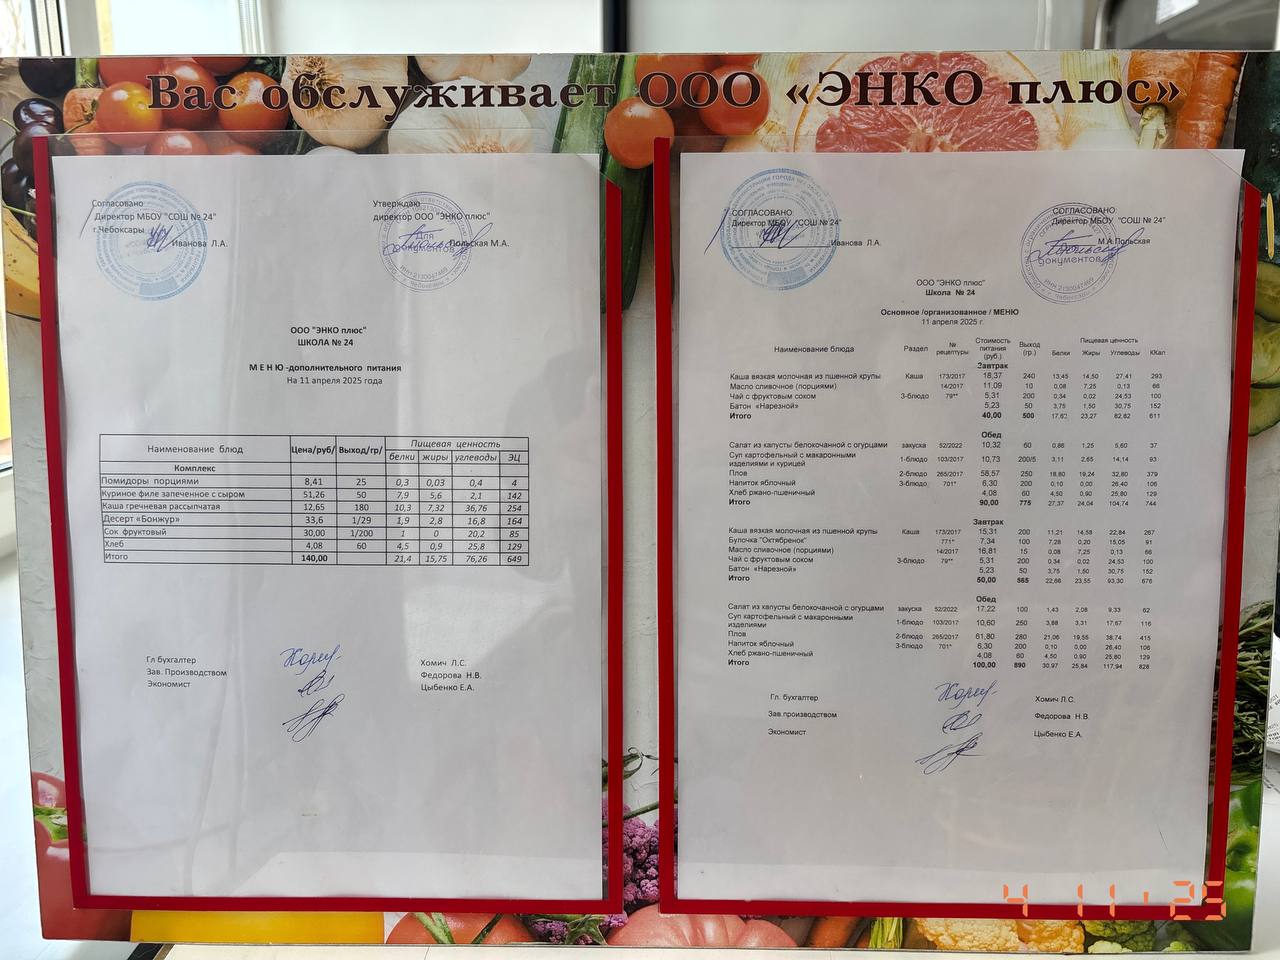 Вас обслуживает ООО «ЭНКО плюс»
Согласовано
Директор МБОУ "СОШ № 24"
г.Чебоксары Иванова Л.А.
Утверждаю
директор ООО "ЭНКО плюс"
Польская М.А.
Для документов
ИНН 2130047469
ООО "ЭНКО плюс"
ШКОЛА № 24
М Е Н Ю -дополнительного питания
На 11 апреля 2025 года
Наименование блюд Цена/руб/ Выход/гр/ Пищевая ценность
белки жиры углеводы ЭЦ
Комплекс
Помидоры порциями 8,41 25 0,3 0,03 0,4 4
Куриное филе запеченное с сыром 51,26 50 7,9 5,6 2,1 142
Каша гречневая рассыпчатая 12,65 180 10,3 7,32 36,76 254
Десерт «Бонжур» 33,6 1/29 1,9 2,8 16,8 164
Сок фруктовый 30,00 1/200 1 0 20,2 85
Хлеб 4,08 60 4,5 0,9 25,8 129
Итого 140,00 21,4 15,75 76,26 649
Гл бухгалтер Хомич Л.С.
Зав. Производством Федорова Н.В.
Экономист Цыбенко Е.А.
СОГЛАСОВАНО:
Директор МБОУ "СОШ № 24"
Иванова Л.А.
СОГЛАСОВАНО:
Директор МБОУ "СОШ № 24"
М.А.Польская
документов
ИНН 2130047469
ООО "ЭНКО плюс"
Школа № 24
Основное /организованное / МЕНЮ
11 апреля 2025 г.
Наименование блюда Раздел № рецептуры Стоимость питания (руб.) Выход (гр.) Пищевая ценность
Белки Жиры Углеводы ККал
Завтрак
Каша вязкая молочная из пшенной крупы Каша 173/2017 18,37 240 13,45 14,50 27,41 293
Масло сливочное (порциями) 14/2017 11,09 10 0,08 7,25 0,13 66
Чай с фруктовым соком 3-блюдо 79** 5,31 200 0,34 0,02 24,53 100
Батон «Нарезной» 5,23 50 3,75 1,50 30,75 152
Итого 40,00 500 17,62 23,27 82,82 611
Обед
Салат из капусты белокочанной с огурцами закуска 52/2022 10,32 60 0,86 1,25 5,60 37
Суп картофельный с макаронными
изделиями и курицей 1-блюдо 103/2017 10,73 200/5 3,11 2,65 14,14 93
Плов 2-блюдо 265/2017 58,57 250 18,80 19,24 32,80 379
Напиток яблочный 3-блюдо 701* 6,30 200 0,10 0,00 26,40 106
Хлеб ржано-пшеничный 4,08 60 4,50 0,90 25,80 129
Итого 90,00 775 27,37 24,04 104,74 744
Завтрак
Каша вязкая молочная из пшенной крупы Каша 173/2017 15,31 200 11,21 14,58 22,84 267
Булочка "Октябренок" 771* 7,34 100 7,28 0,20 15,05 91
Масло сливочное (порциями) 14/2017 16,81 15 0,08 7,25 0,13 66
Чай с фруктовым соком 3-блюдо 79** 5,31 200 0,34 0,02 24,53 100
Батон «Нарезной» 5,23 50 3,75 1,50 30,75 152
Итого 50,00 565 22,66 23,55 93,30 676
Обед
Салат из капусты белокочанной с огурцами закуска 52/2022 17,22 100 1,43 2,08 9,33 62
Суп картофельный с макаронными
изделиями 1-блюдо 103/2017 10,60 250 3,88 3,31 17,67 116
Плов 2-блюдо 265/2017 61,80 280 21,06 19,55 38,74 415
Напиток яблочный 3-блюдо 701* 6,30 200 0,10 0,00 26,40 106
Хлеб ржано-пшеничный 4,08 60 4,50 0,90 25,80 129
Итого 100,00 890 30,97 25,84 117,94 828
Гл. бухгалтер Хомич Л.С.
Зав.производством Федорова Н.В.
Экономист Цыбенко Е.А.
4 11 '25